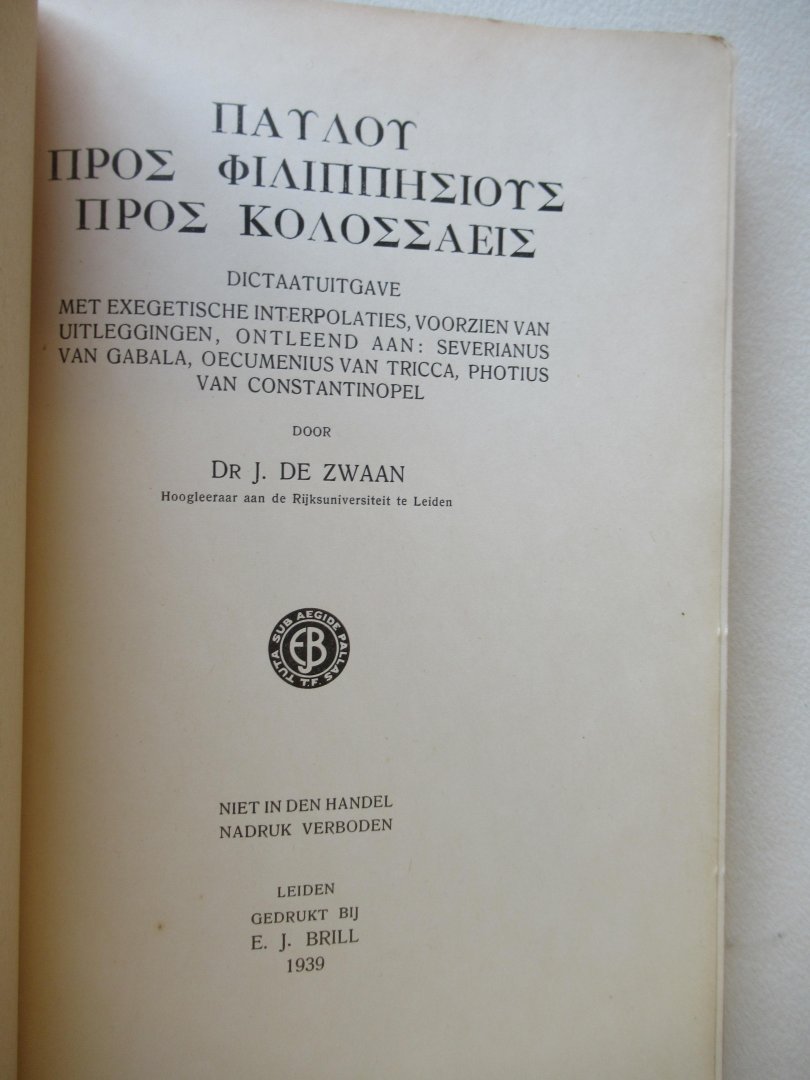 ΠΑΥΛΟΥ
ΠΡΟΣ ΦΙΛΙΠΠΗΣΙΟΥΣ
ΠΡΟΣ ΚΟΛΟΣΣΑΕΙΣ
DICTAATUITGAVE
MET EXEGETISCHE INTERPOLATIES, VOORZIEN VAN
UITLEGGINGEN, ONTLEEND AAN: SEVERIANUS
VAN GABALA, OECUMENIUS VAN TRICCA, PHOTIUS
VAN CONSTANTINOPEL
DOOR
DR J. DE ZWAAN
Hoogleeraar aan de Rijksuniversiteit te Leiden
TUTA SUB AEGIDE PALLAS
EJB
T.F.
NIET IN DEN HANDEL
NADRUK VERBODEN
LEIDEN
GEDRUKT BIJ
E. J. BRILL
1939